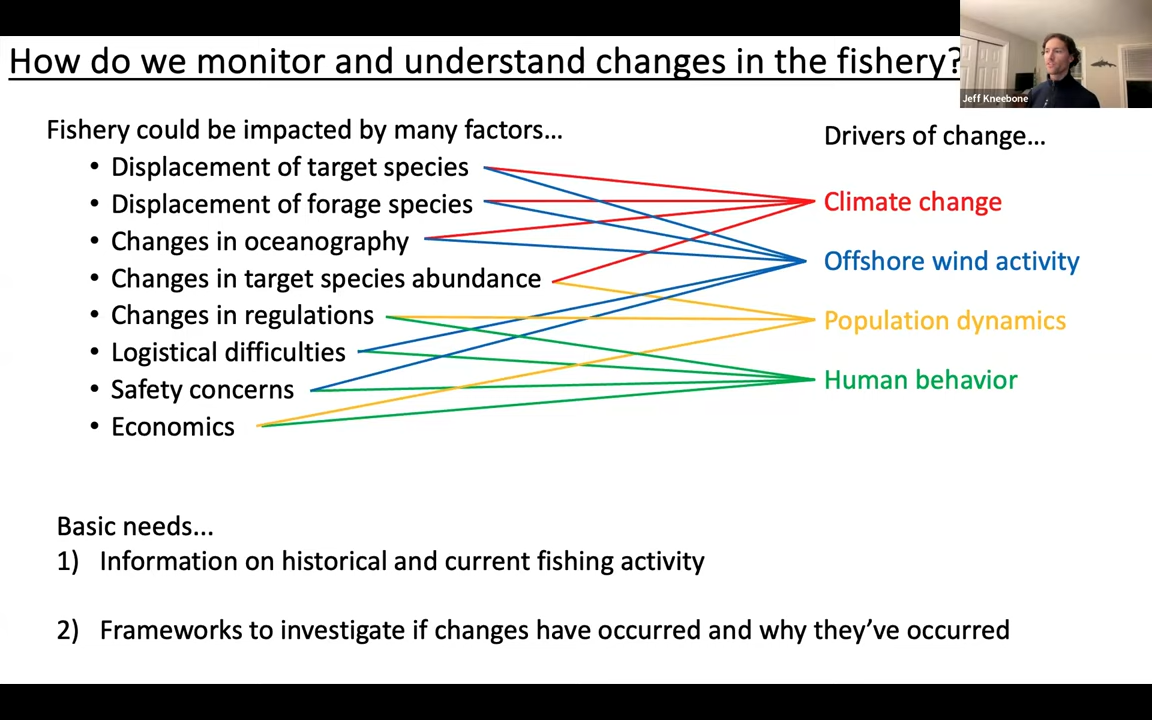 How do we monitor and understand changes in the fishery?
Jeff Kneebone
Fishery could be impacted by many factors...
• Displacement of target species
• Displacement of forage species
• Changes in oceanography
• Changes in target species abundance
• Changes in regulations
• Logistical difficulties
• Safety concerns
• Economics
Drivers of change...
Climate change
Offshore wind activity
Population dynamics
Human behavior
Basic needs...
1) Information on historical and current fishing activity
2) Frameworks to investigate if changes have occurred and why they've occurred